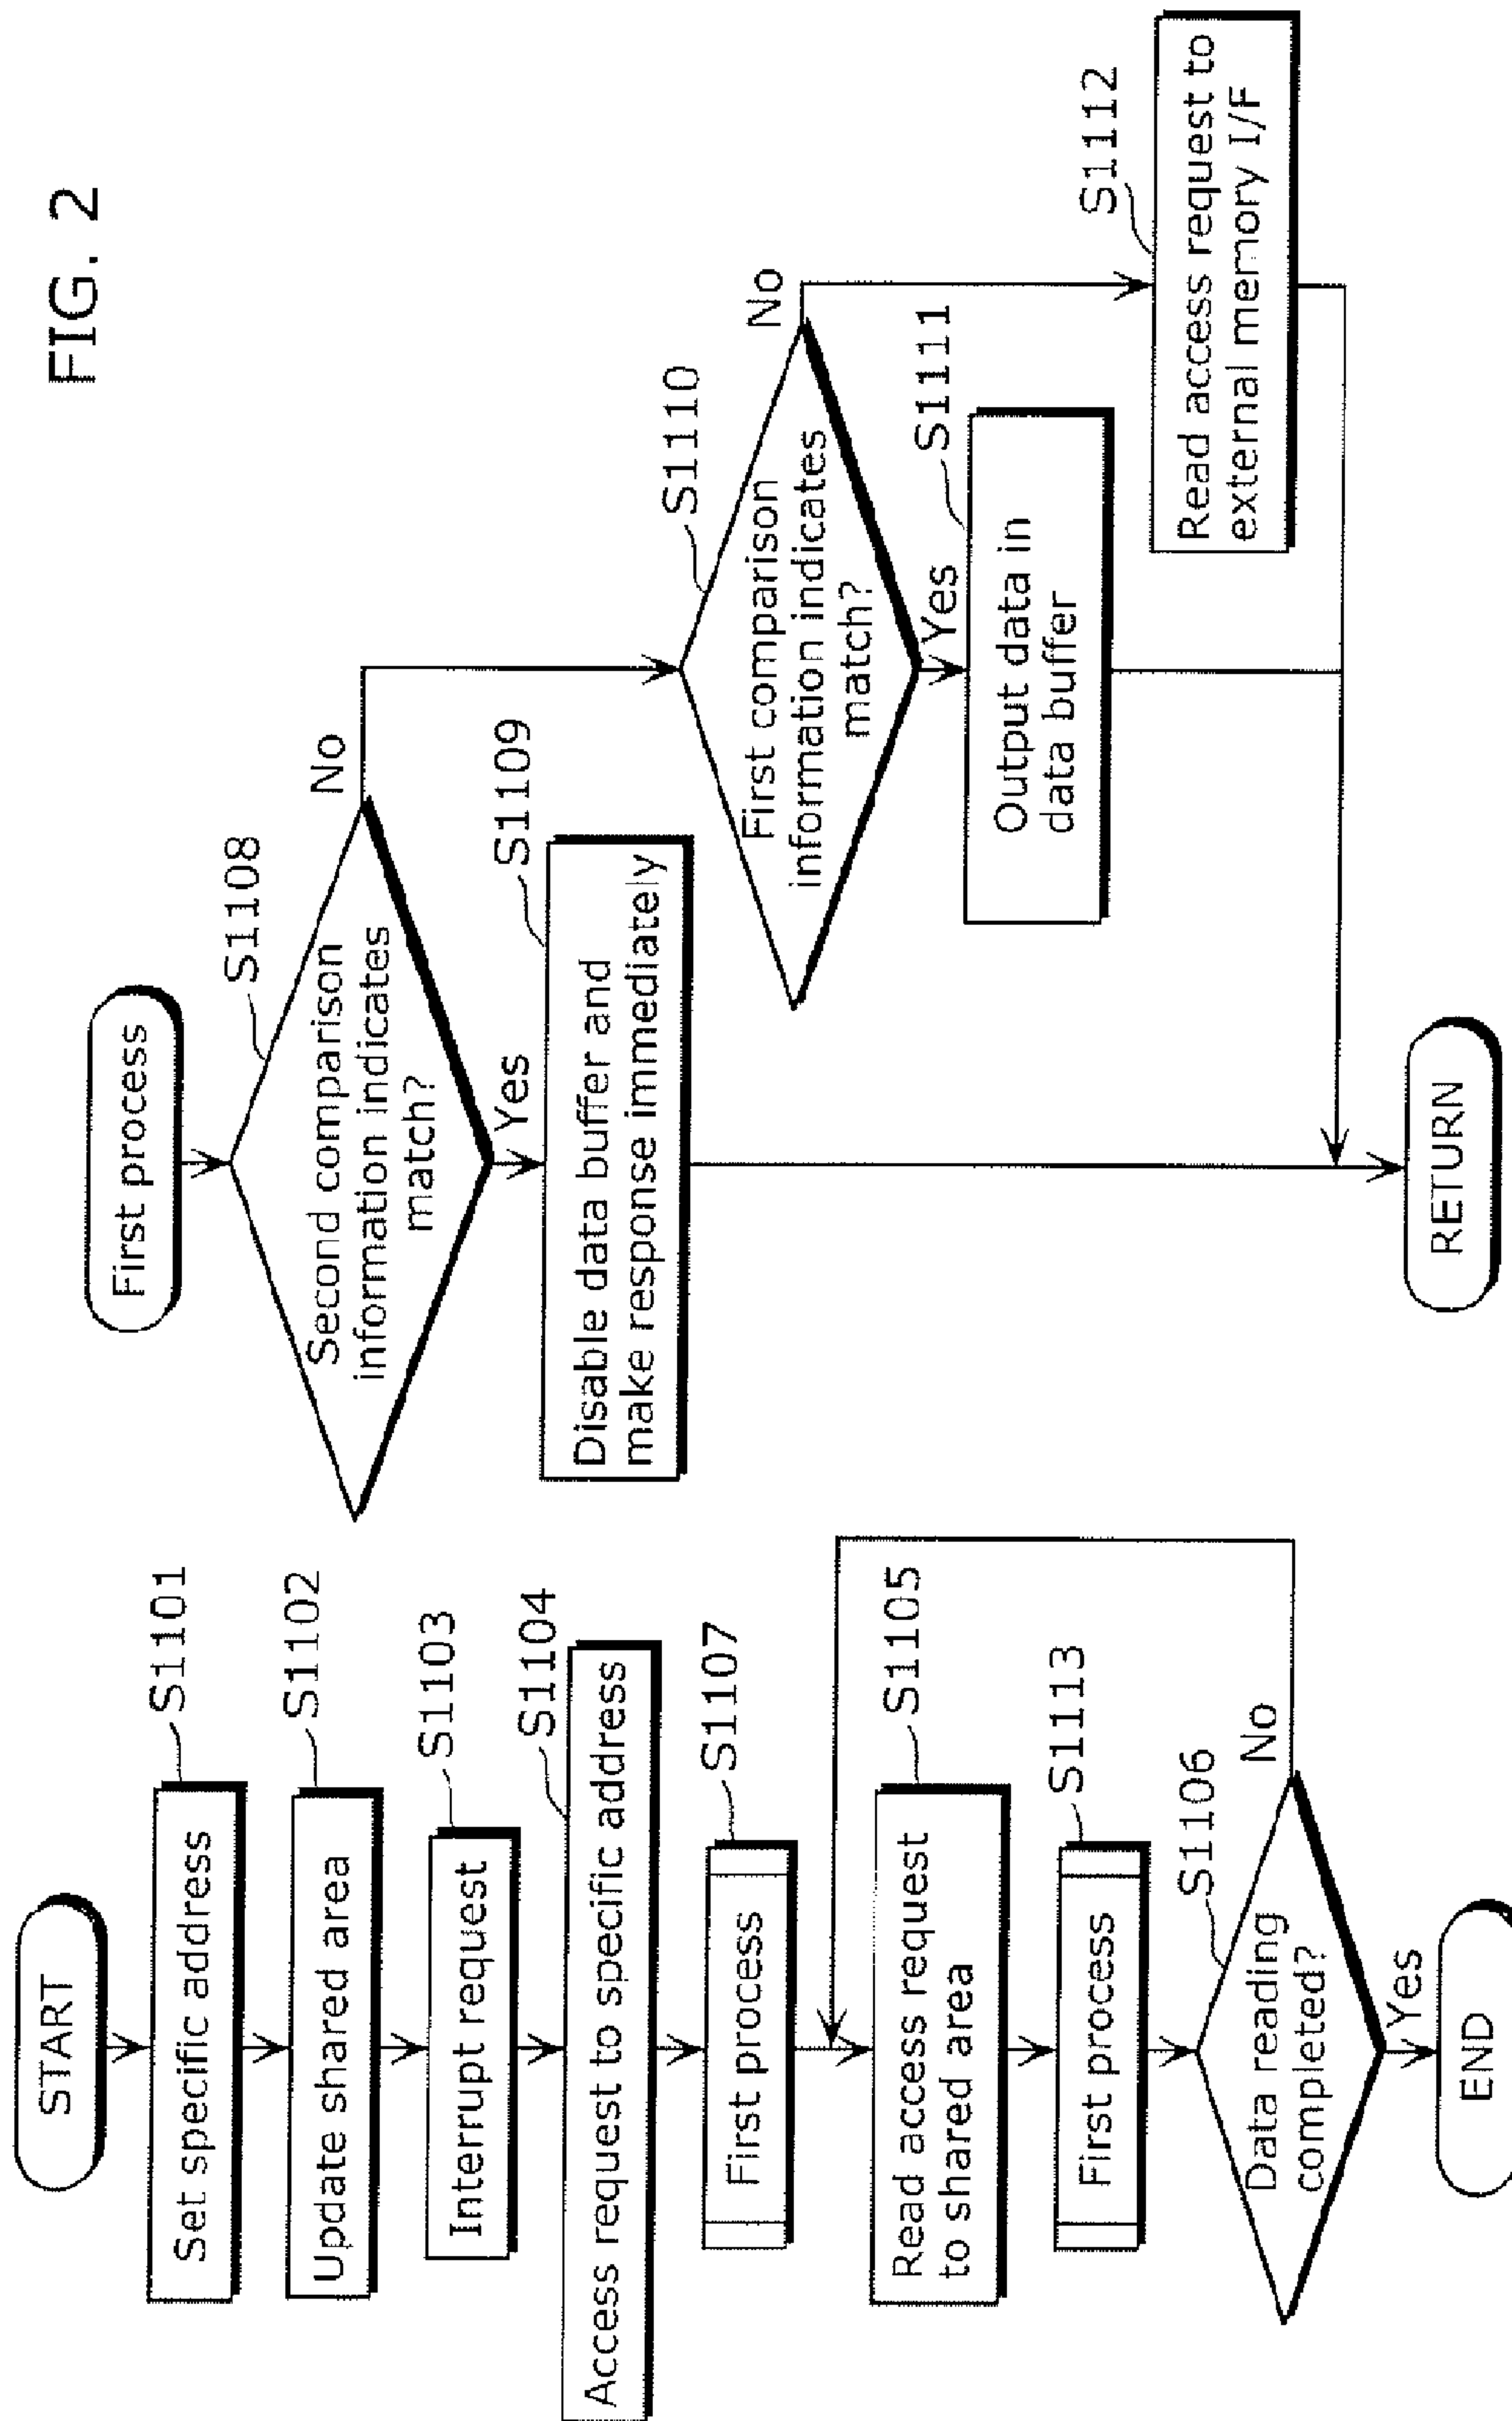 FIG. 2
START
S1101
Set specific address
S1102
Update shared area
S1103
Interrupt request
S1104
Access request to specific address
S1107
First process
S1105
Read access request
to shared area
S1113
First process
S1106
Data reading
completed?
No
Yes
END
First process
S1108
Second comparison
information indicates
match?
No
Yes
S1109
Disable data buffer and
make response immediately
S1110
First comparison
information indicates
match?
No
Yes
S1111
Output data in
data buffer
S1112
Read access request to
external memory I/F
RETURN